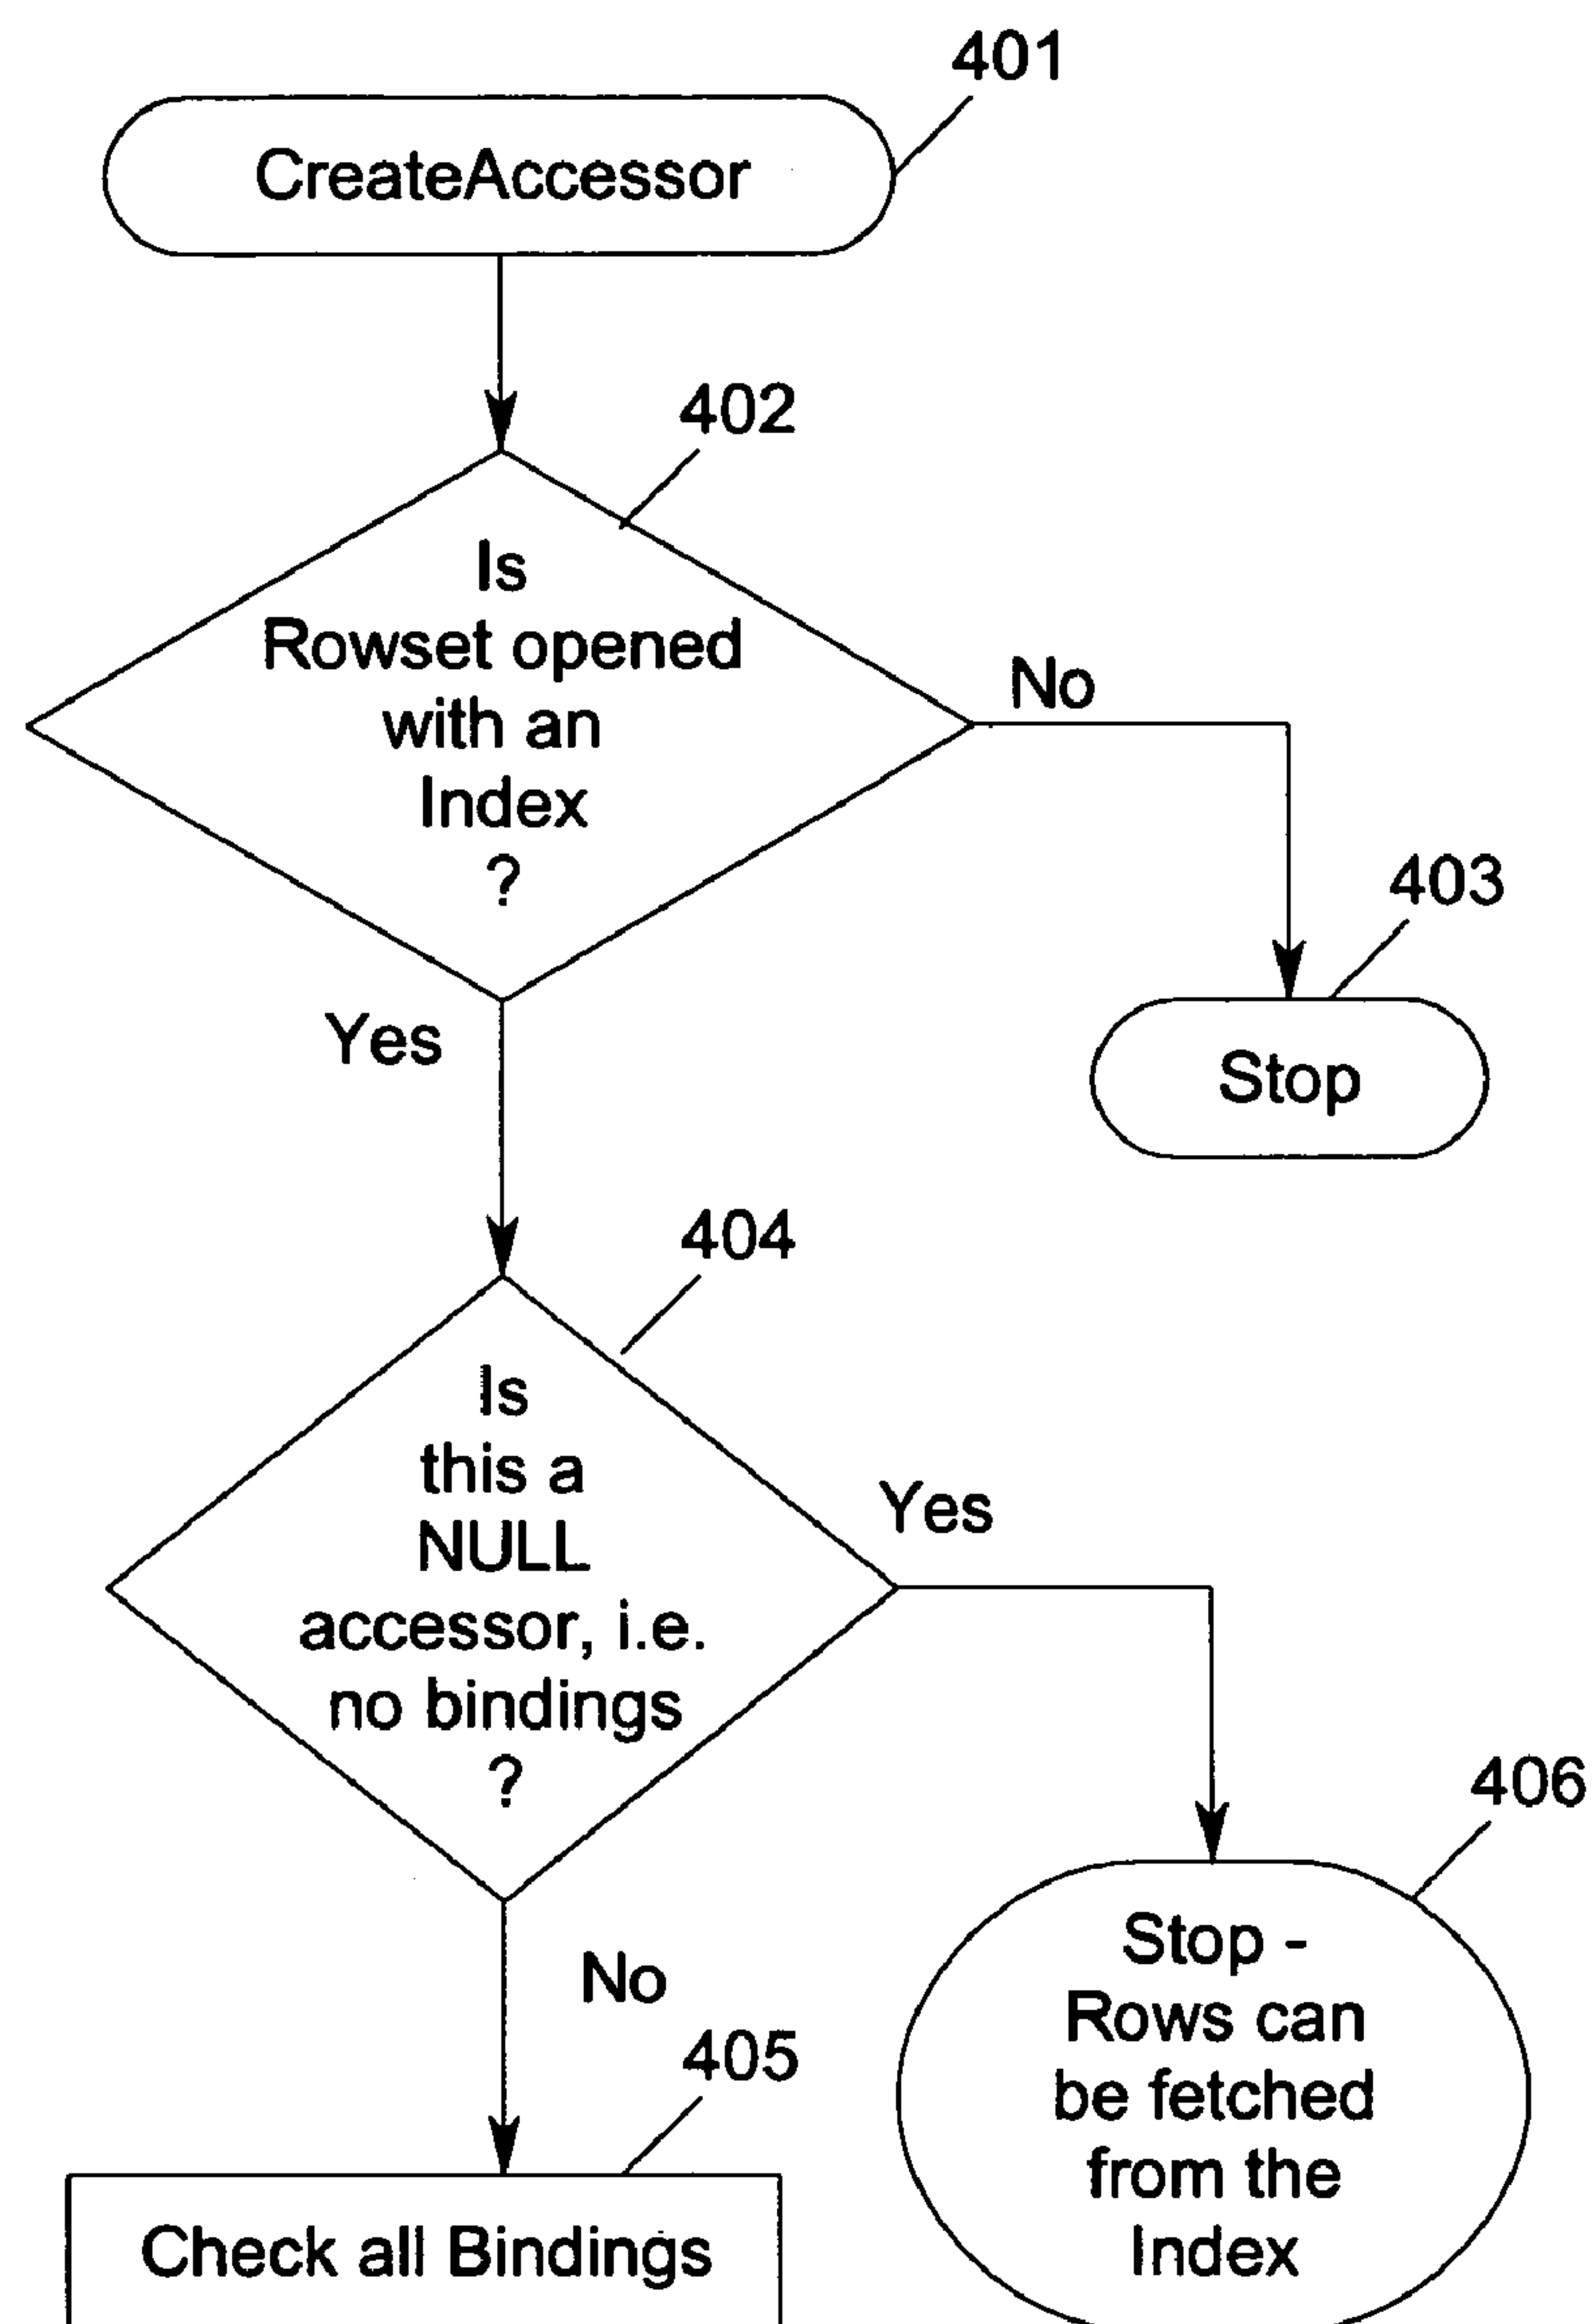 401
CreateAccessor
402
Is
Rowset opened
with an
Index
?
No
403
Stop
Yes
404
Is
this a
NULL
accessor, i.e.
no bindings
?
Yes
406
Stop -
Rows can
be fetched
from the
Index
No
405
Check all Bindings